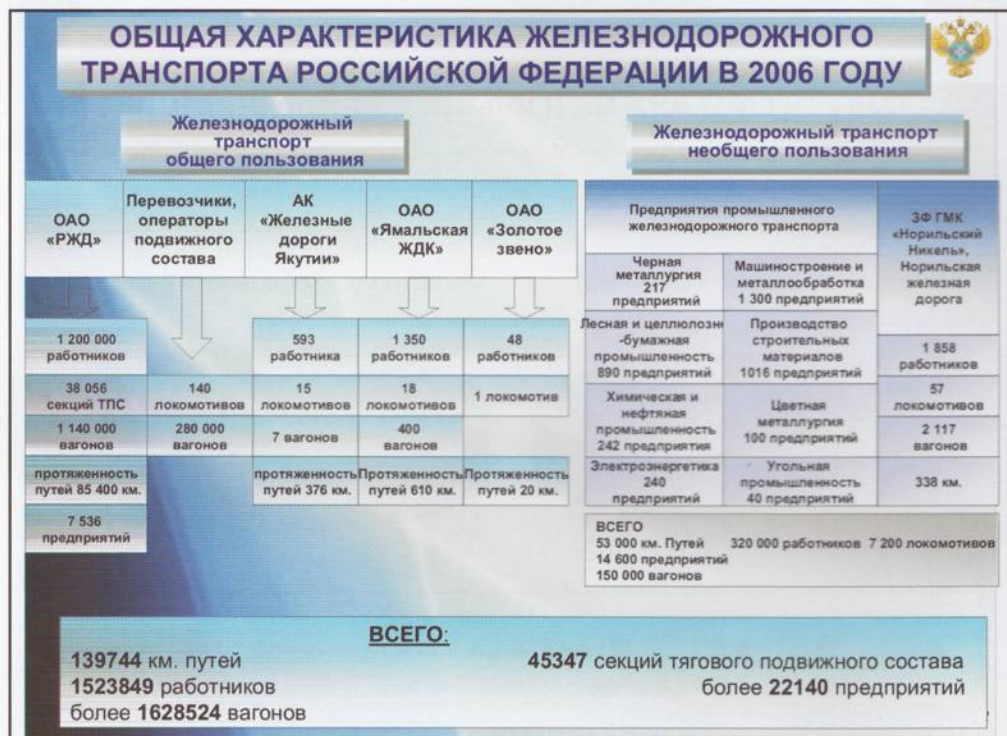 ОБЩАЯ ХАРАКТЕРИСТИКА ЖЕЛЕЗНОДОРОЖНОГО
ТРАНСПОРТА РОССИЙСКОЙ ФЕДЕРАЦИИ В 2006 ГОДУ
Железнодорожный
транспорт
общего пользования
Железнодорожный транспорт
необщего пользования
ОАО
«РЖД»
Перевозчики,
операторы
подвижного
состава
АК
«Железные
дороги
Якутии»
ОАО
«Ямальская
ЖДК»
ОАО
«Золотое
звено»
1 200 000
работников
593
работника
1 350
работников
48
работников
38 056
секций ТПС
140
локомотивов
15
локомотивов
18
локомотивов
1 локомотив
1 140 000
вагонов
280 000
вагонов
7 вагонов
400
вагонов
протяженность
путей 85 400 км.
протяженность
путей 376 км.
Протяженность
путей 610 км.
Протяженность
путей 20 км.
7 536
предприятий
Предприятия промышленного
железнодорожного транспорта
Черная
металлургия
217
предприятий
Машиностроение и
металлообработка
1 300 предприятий
Лесная и целлюлозно
-бумажная
промышленность
890 предприятий
Производство
строительных
материалов
1016 предприятий
Химическая и
нефтяная
промышленность
242 предприятия
Цветная
металлургия
100 предприятий
Электроэнергетика
240
предприятий
Угольная
промышленность
40 предприятий
ЗФ ГМК
«Норильский
Никель»,
Норильская
железная
дорога
1 858
работников
57
локомотивов
2 117
вагонов
338 км.
ВСЕГО
53 000 км. Путей 320 000 работников 7 200 локомотивов
14 600 предприятий
150 000 вагонов
ВСЕГО:
139744 км. путей
1523849 работников
более 1628524 вагонов
45347 секций тягового подвижного состава
более 22140 предприятий